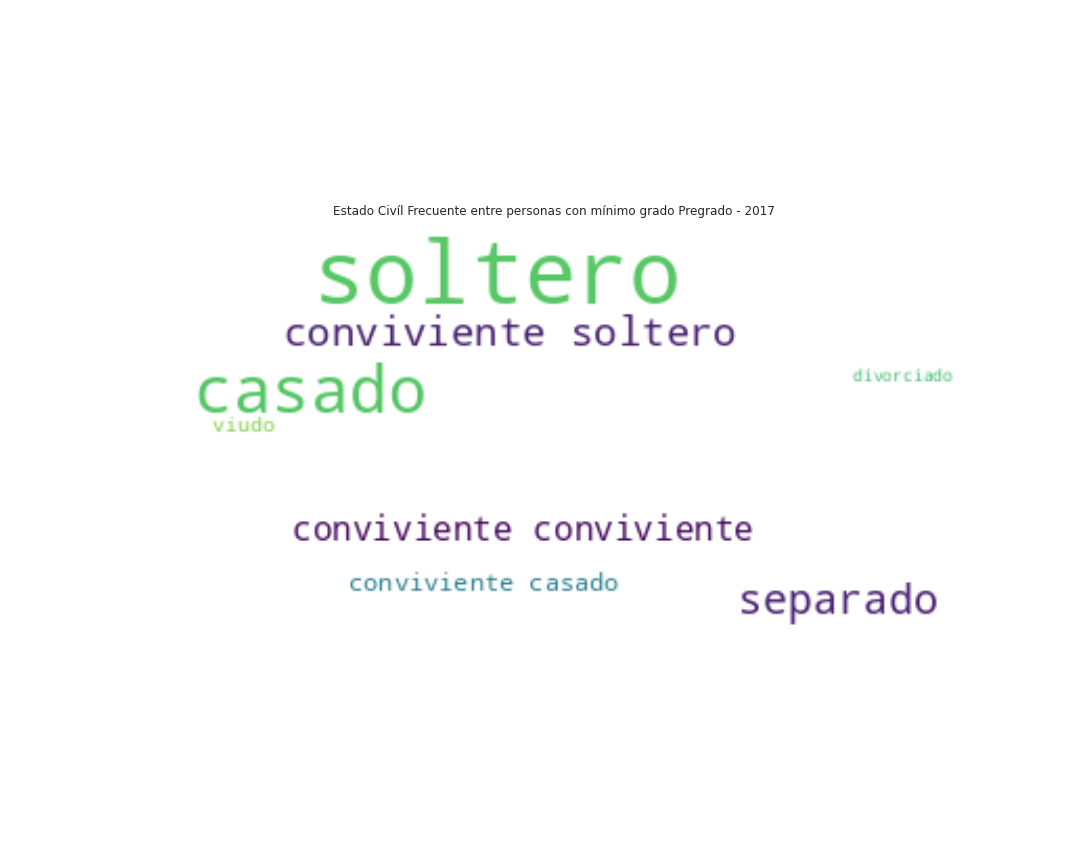 Estado Civíl Frecuente entre personas con mínimo grado Pregrado - 2017
soltero
conviviente soltero
casado
divorciado
viudo
conviviente conviviente
conviviente casado
separado